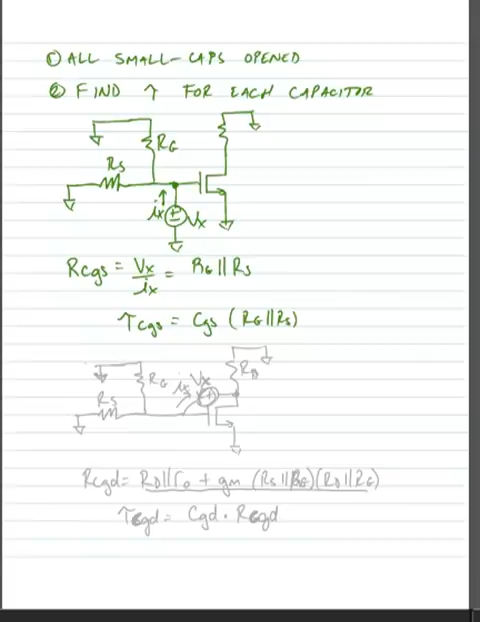 ① ALL SMALL-CAPS OPENED
② FIND τ FOR EACH CAPACITOR
RG
RS
ix
Vx
Rcgs = Vx/ix = RG || RS
τcgs = Cgs (RG || RS)
RD
RG ix Vx
RS
Rcgd = RD||ro + gm (RS||RG)(RD||RG)
τcgd = Cgd · Rcgd